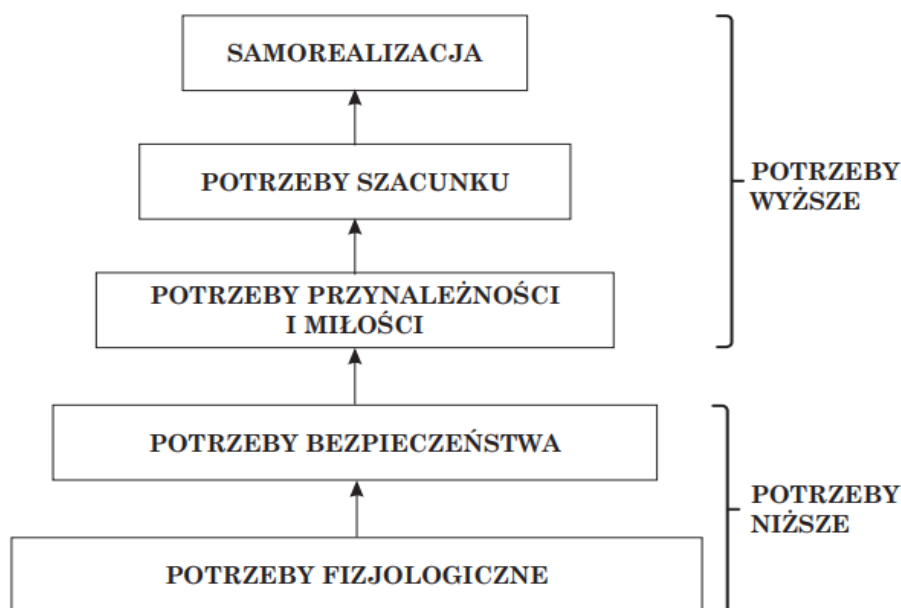 SAMOREALIZACJA
POTRZEBY SZACUNKU
POTRZEBY PRZYNALEŻNOŚCI
I MIŁOŚCI
POTRZEBY
WYŻSZE
POTRZEBY BEZPIECZEŃSTWA
POTRZEBY FIZJOLOGICZNE
POTRZEBY
NIŻSZE